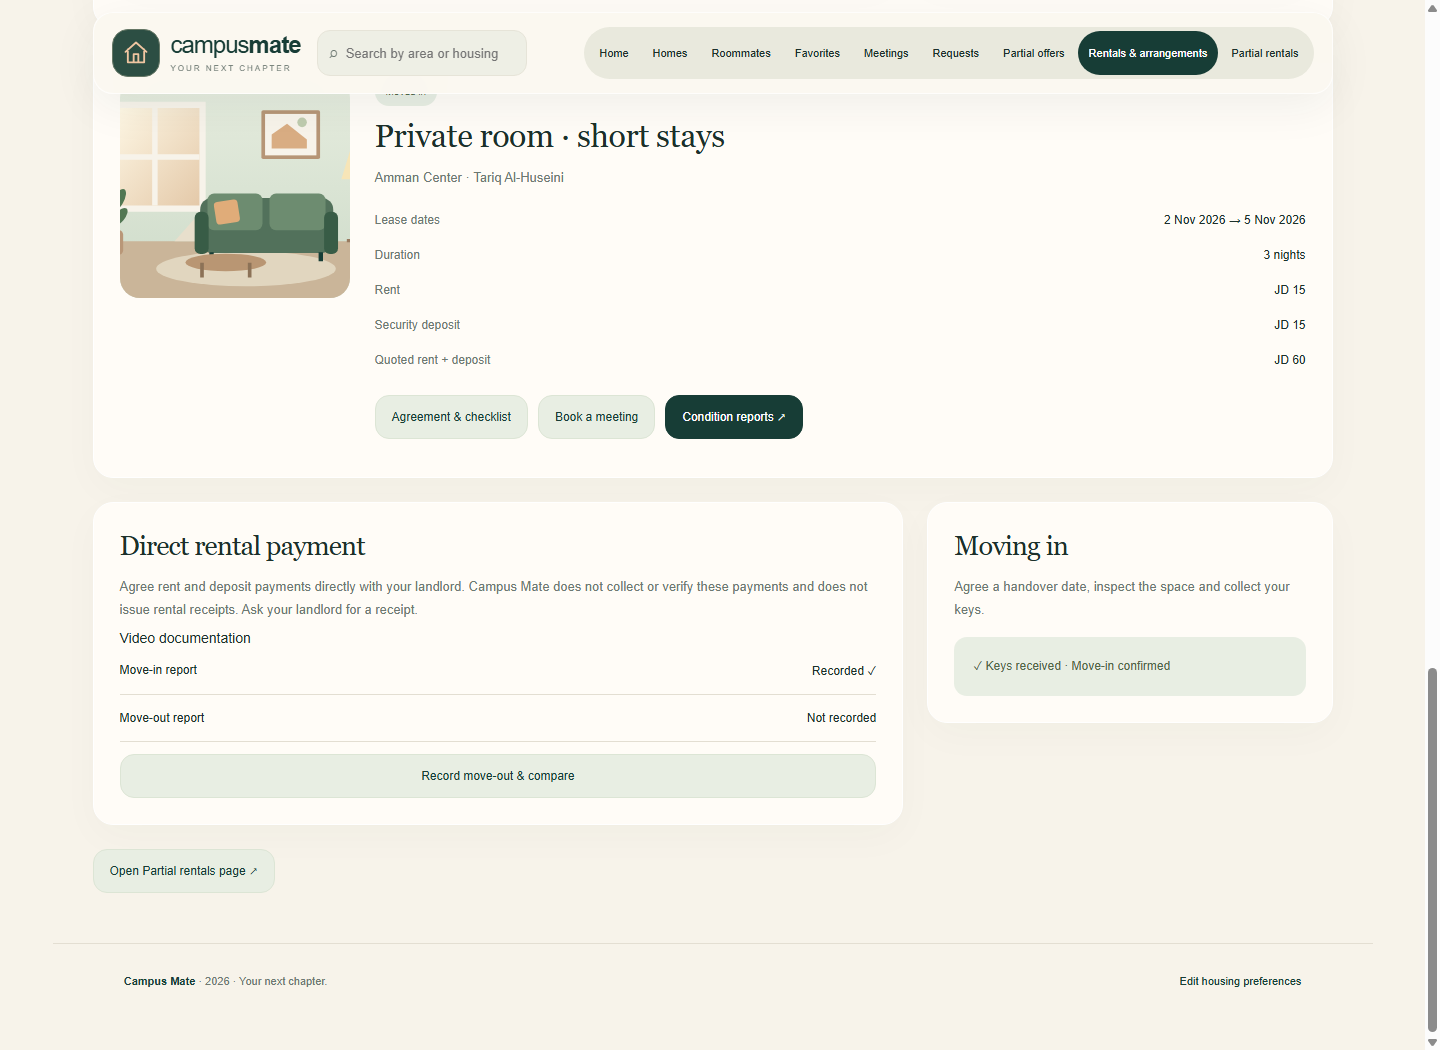 campusmate
YOUR NEXT CHAPTER
Search by area or housing
Home
Homes
Roommates
Favorites
Meetings
Requests
Partial offers
Rentals & arrangements
Partial rentals
Private room · short stays
Amman Center · Tariq Al-Huseini
Lease dates 2 Nov 2026 → 5 Nov 2026
Duration 3 nights
Rent JD 15
Security deposit JD 15
Quoted rent + deposit JD 60
Agreement & checklist
Book a meeting
Condition reports ↗
Direct rental payment
Agree rent and deposit payments directly with your landlord. Campus Mate does not collect or verify these payments and does not
issue rental receipts. Ask your landlord for a receipt.
Video documentation
Move-in report Recorded ✓
Move-out report Not recorded
Record move-out & compare
Moving in
Agree a handover date, inspect the space and collect your
keys.
✓ Keys received · Move-in confirmed
Open Partial rentals page ↗
Campus Mate · 2026 · Your next chapter.
Edit housing preferences